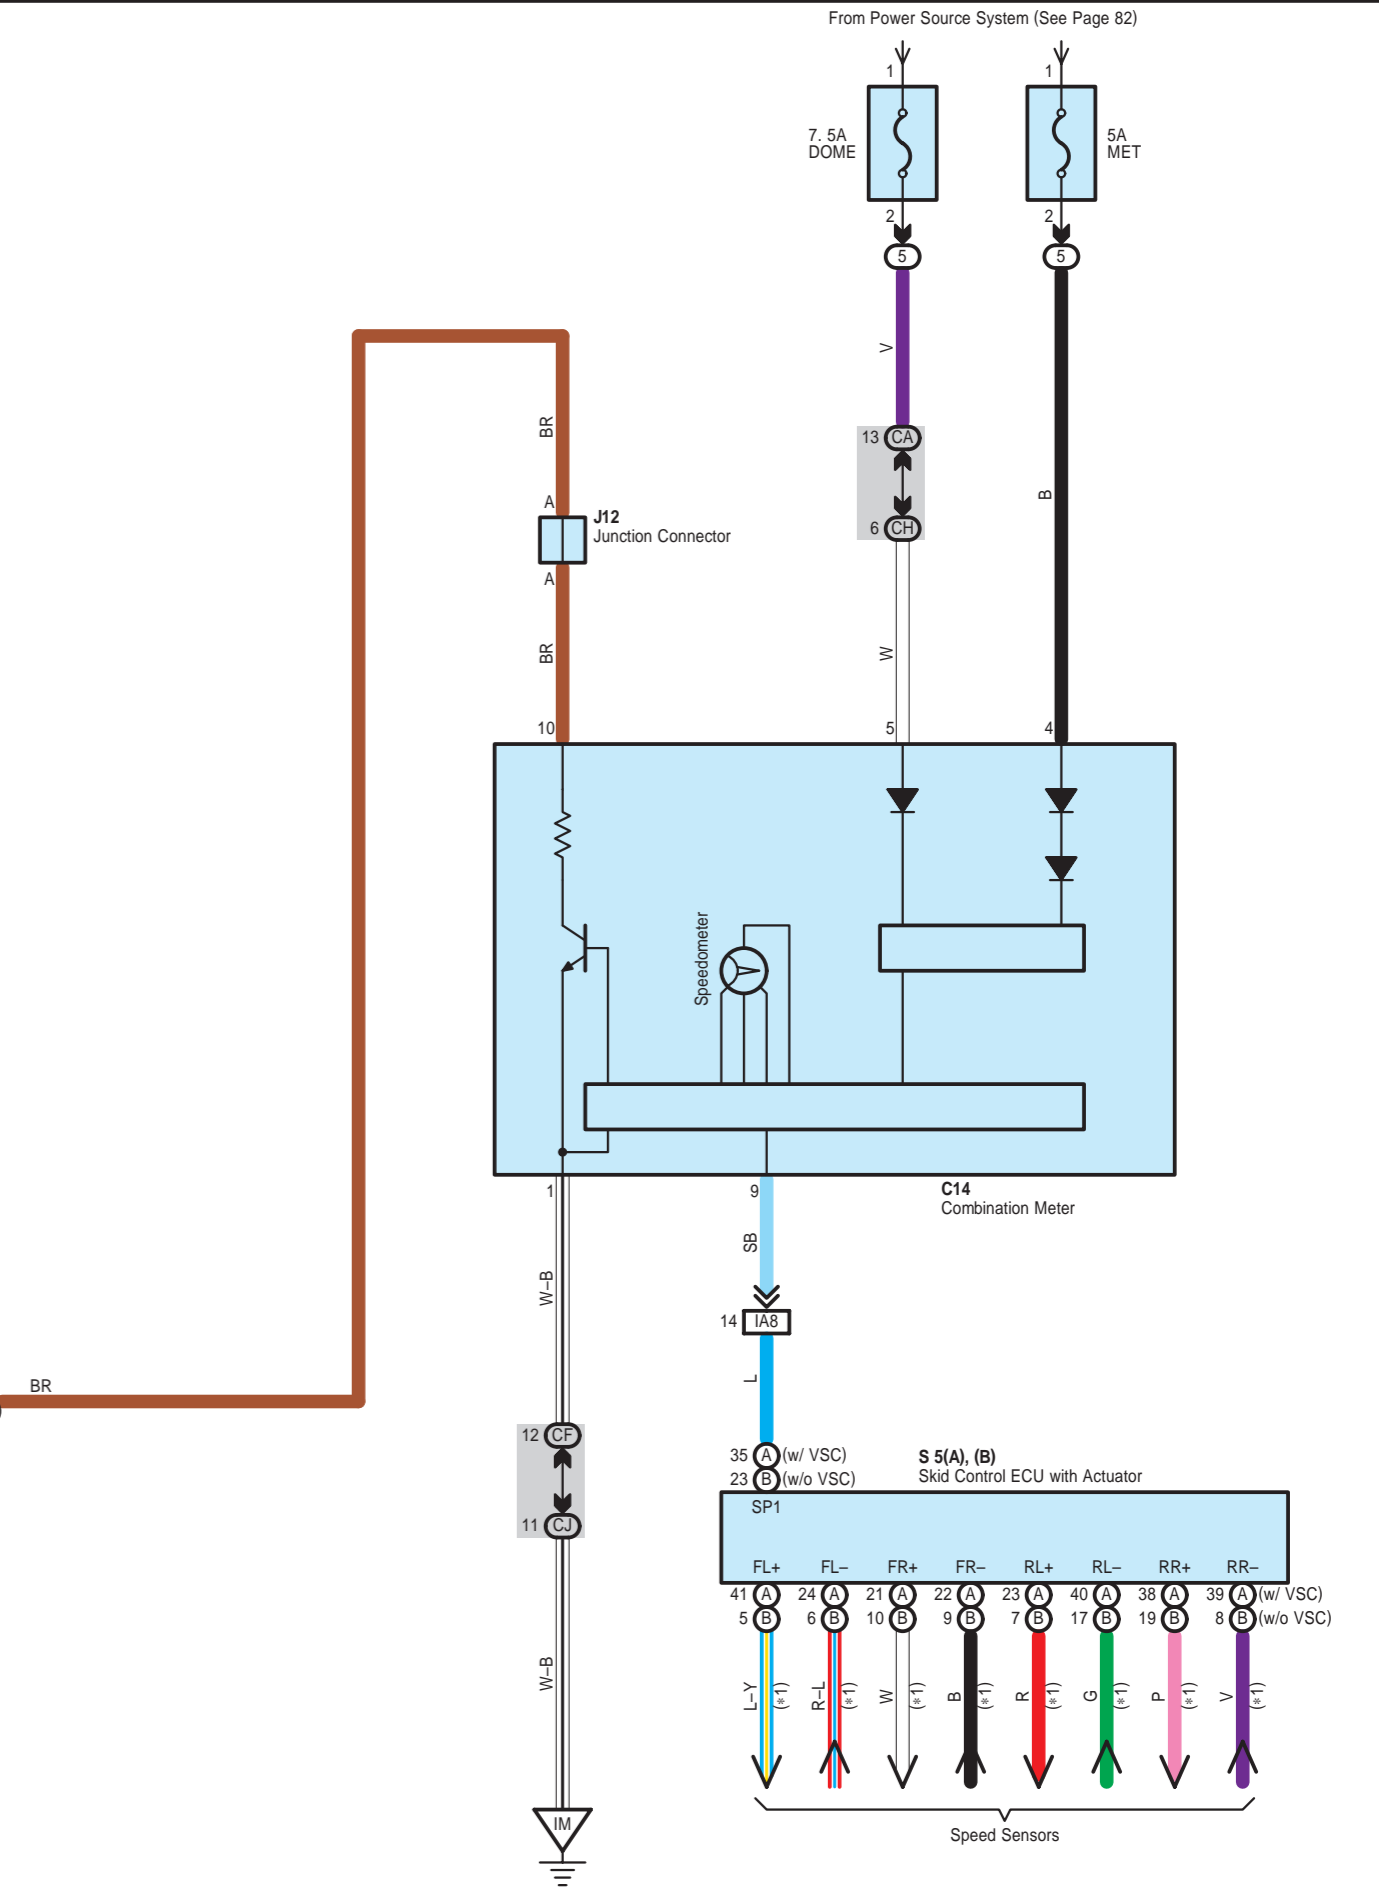 From Power Source System (See Page 82)
1
1
7. 5A
DOME
5A
MET
2
2
5
5
V
BR
13 CA
B
A
J12
Junction Connector
6 CH
A
BR
W
10
5
4
Speedometer
1
9
C14
Combination Meter
SB
W–B
14 IA8
L
BR
12 CF
35 A (w/ VSC)
23 B (w/o VSC)
S 5(A), (B)
Skid Control ECU with Actuator
SP1
11 CJ
FL+ FL– FR+ FR– RL+ RL– RR+ RR–
41 A 24 A 21 A 22 A 23 A 40 A 38 A 39 A (w/ VSC)
5 B 6 B 10 B 9 B 7 B 17 B 19 B 8 B (w/o VSC)
W–B
L–Y (*1) R–L (*1) W (*1) B (*1) R (*1) G (*1) P (*1) V (*1)
IM
Speed Sensors